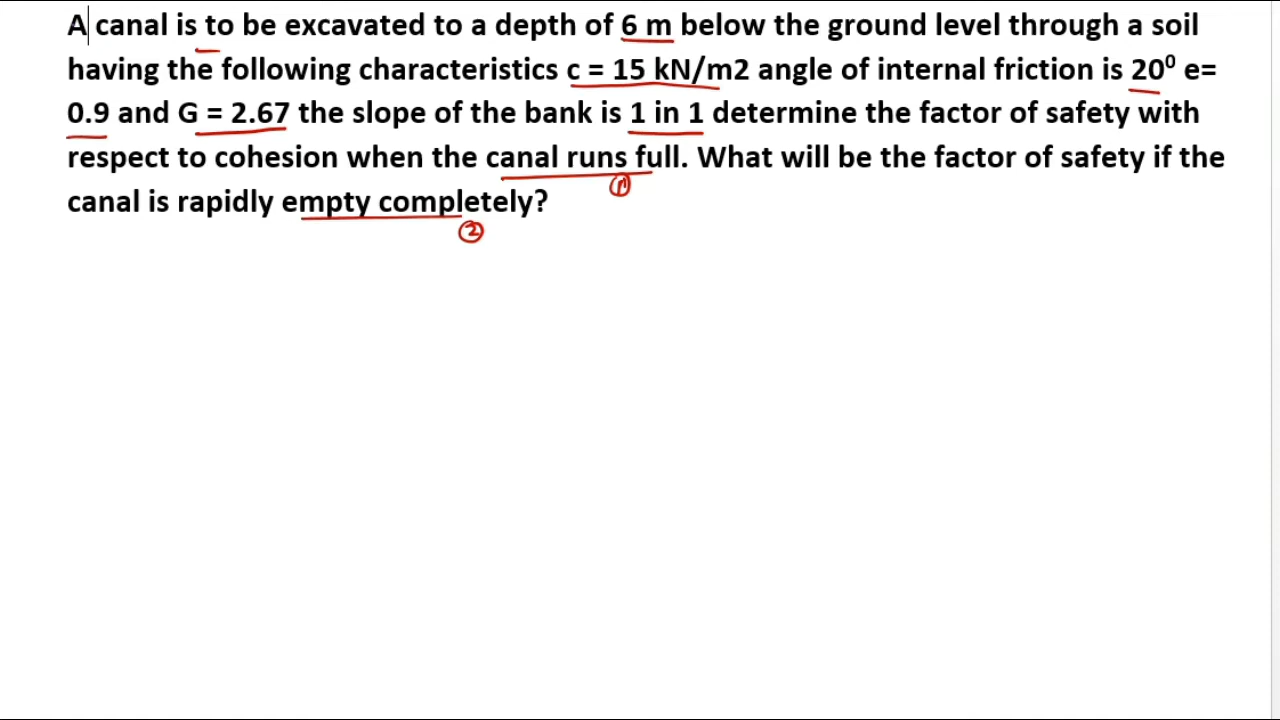 A canal is to be excavated to a depth of 6 m below the ground level through a soil
having the following characteristics c = 15 kN/m2 angle of internal friction is 20⁰ e=
0.9 and G = 2.67 the slope of the bank is 1 in 1 determine the factor of safety with
respect to cohesion when the canal runs full. What will be the factor of safety if the
1
canal is rapidly empty completely?
2